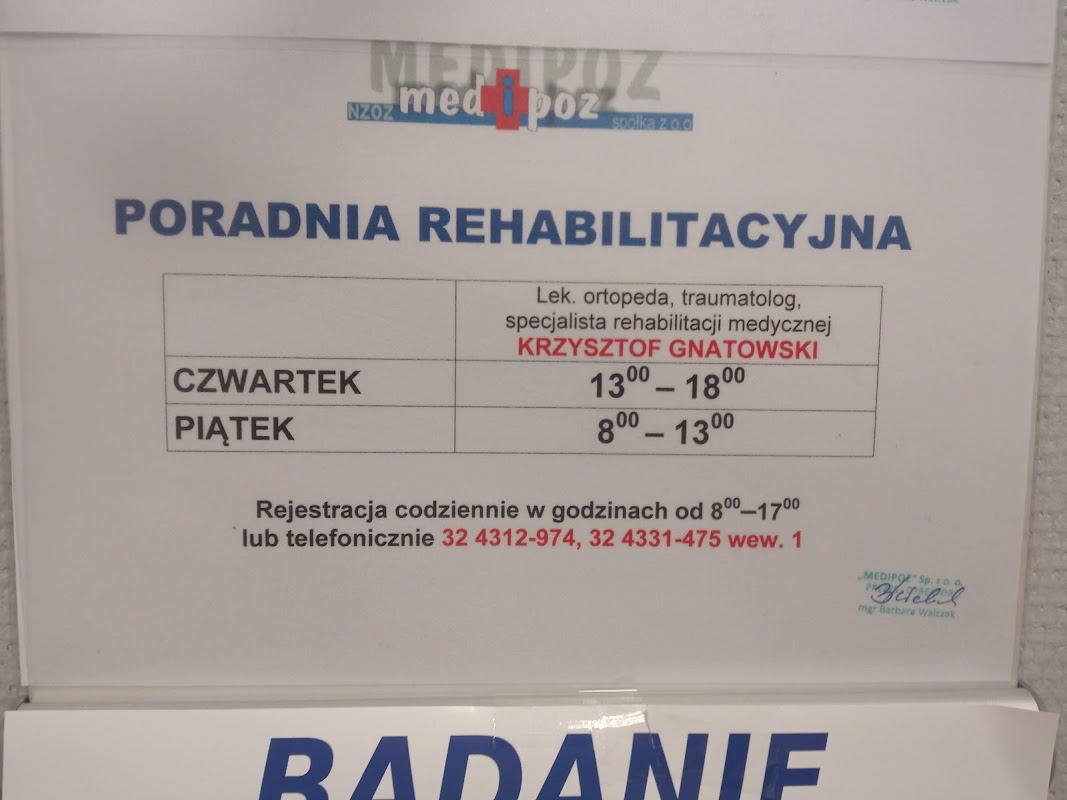 MEDIPOZ
NZOZ medipoz spółka z o.o
PORADNIA REHABILITACYJNA
Lek. ortopeda, traumatolog,
specjalista rehabilitacji medycznej
KRZYSZTOF GNATOWSKI
CZWARTEK 13⁰⁰ – 18⁰⁰
PIĄTEK 8⁰⁰ – 13⁰⁰
Rejestracja codziennie w godzinach od 8⁰⁰–17⁰⁰
lub telefonicznie 32 4312-974, 32 4331-475 wew. 1
„MEDIPOZ" Sp. z o. o.
mgr Barbara Walczak
BADANIE